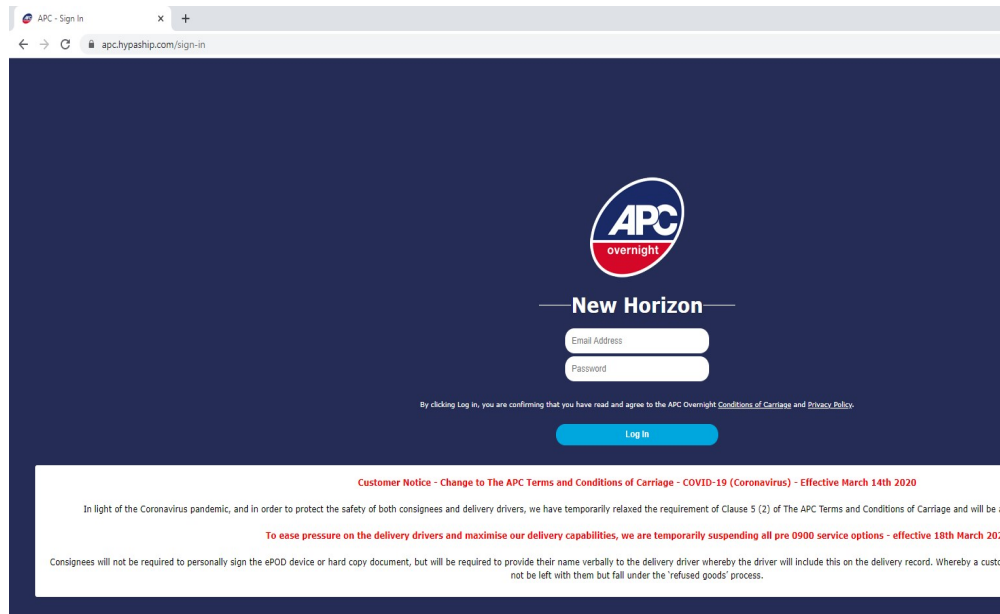 APC - Sign In
apc.hypaship.com/sign-in
APC
overnight
New Horizon
Email Address
Password
By clicking Log in, you are confirming that you have read and agree to the APC Overnight Conditions of Carriage and Privacy Policy.
Log In
Customer Notice - Change to The APC Terms and Conditions of Carriage - COVID-19 (Coronavirus) - Effective March 14th 2020
In light of the Coronavirus pandemic, and in order to protect the safety of both consignees and delivery drivers, we have temporarily relaxed the requirement of Clause 5 (2) of The APC Terms and Conditions of Carriage and will be
To ease pressure on the delivery drivers and maximise our delivery capabilities, we are temporarily suspending all pre 0900 service options - effective 18th March
Consignees will not be required to personally sign the ePOD device or hard copy document, but will be required to provide their name verbally to the delivery driver whereby the driver will include this on the delivery record. Whereby a
not be left with them but fall under the 'refused goods' process.